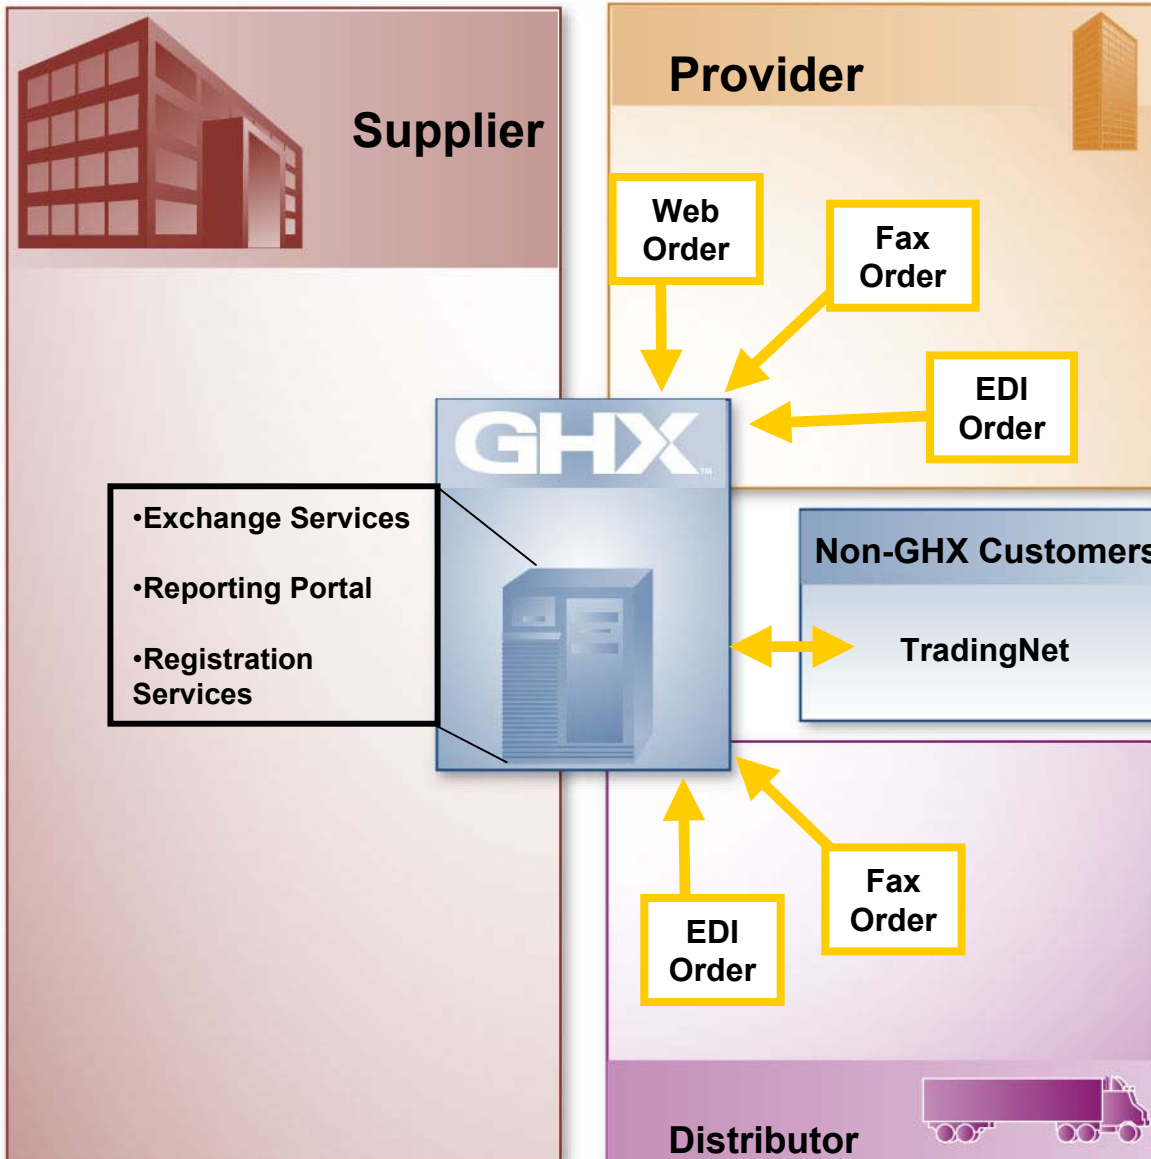 Supplier
Provider
Web
Order
Fax
Order
EDI
Order
GHX™
•Exchange Services
•Reporting Portal
•Registration
Services
Non-GHX Customers
TradingNet
EDI
Order
Fax
Order
Distributor